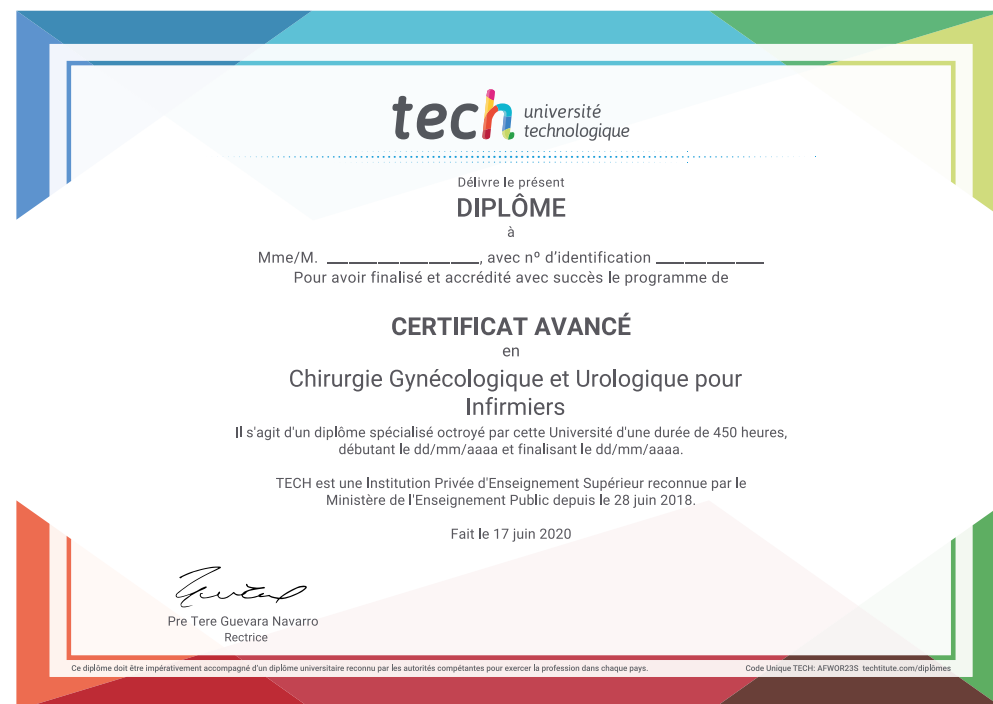 tech université
technologique
Délivre le présent
DIPLÔME
à
Mme/M. ________________, avec nº d'identification ____________
Pour avoir finalisé et accrédité avec succès le programme de
CERTIFICAT AVANCÉ
en
Chirurgie Gynécologique et Urologique pour
Infirmiers
Il s'agit d'un diplôme spécialisé octroyé par cette Université d'une durée de 450 heures,
débutant le dd/mm/aaaa et finalisant le dd/mm/aaaa.
TECH est une Institution Privée d'Enseignement Supérieur reconnue par le
Ministère de l'Enseignement Public depuis le 28 juin 2018.
Fait le 17 juin 2020
Pre Tere Guevara Navarro
Rectrice
Ce diplôme doit être impérativement accompagné d'un diplôme universitaire reconnu par les autorités compétentes pour exercer la profession dans chaque pays.
Code Unique TECH: AFWOR23S techtitute.com/diplômes